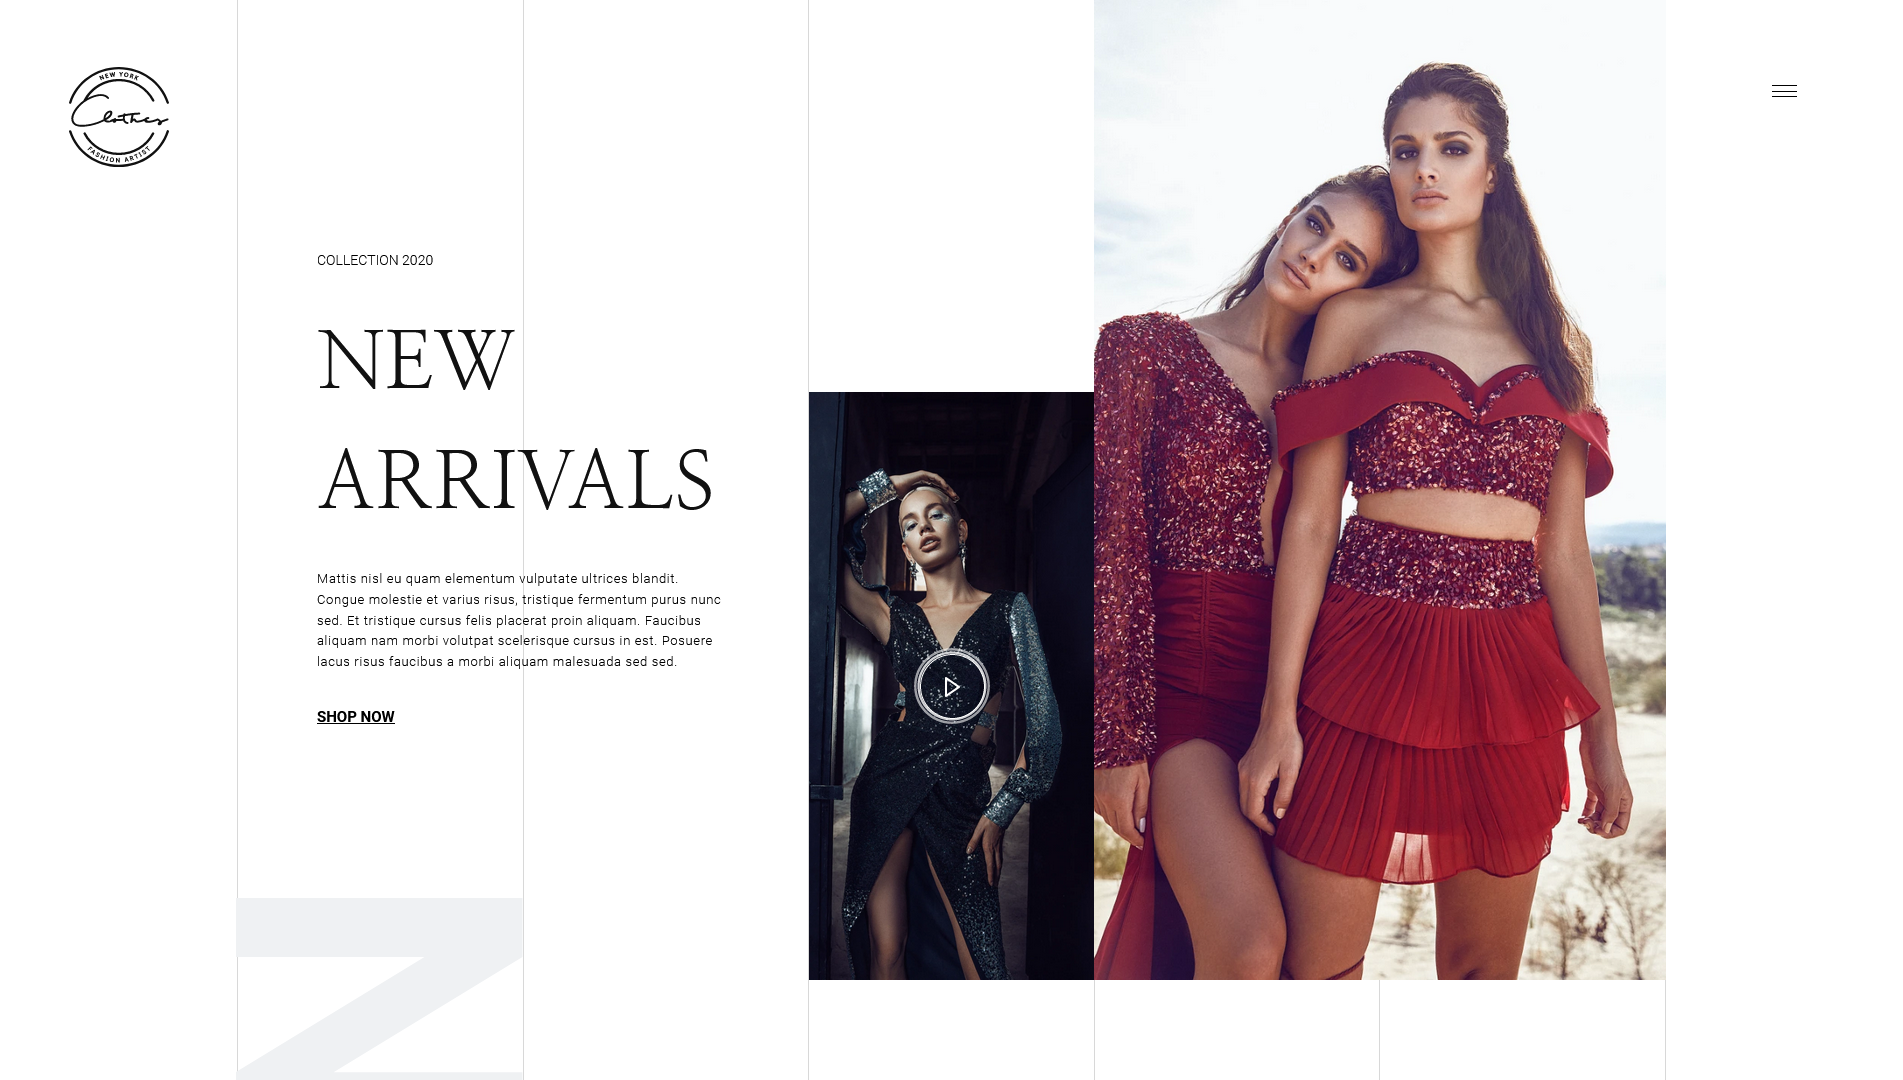 NEW YORK
Clothes
FASHION ARTIST
COLLECTION 2020
NEW
ARRIVALS
Mattis nisl eu quam elementum vulputate ultrices blandit.
Congue molestie et varius risus, tristique fermentum purus nunc
sed. Et tristique cursus felis placerat proin aliquam. Faucibus
aliquam nam morbi volutpat scelerisque cursus in est. Posuere
lacus risus faucibus a morbi aliquam malesuada sed sed.
SHOP NOW